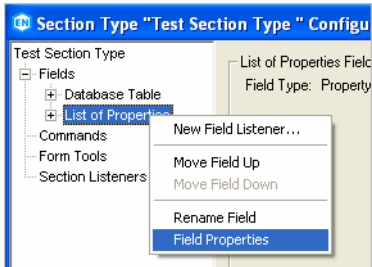 EN Section Type "Test Section Type " Configu
Test Section Type
Fields
Database Table
List of Properties
Commands
Form Tools
Section Listeners
List of Properties Field
Field Type: Property
New Field Listener...
Move Field Up
Move Field Down
Rename Field
Field Properties